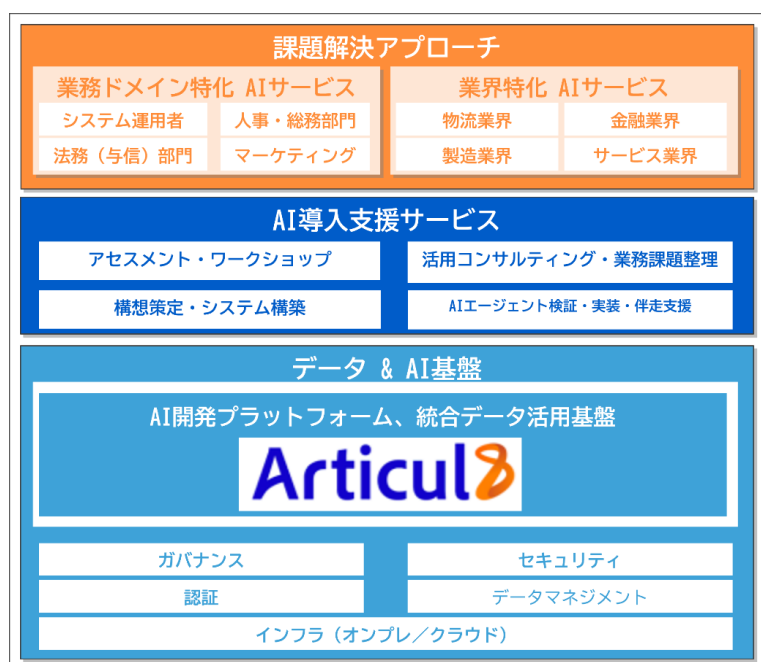 課題解決アプローチ
業務ドメイン特化 AIサービス
システム運用者
人事・総務部門
法務（与信）部門
マーケティング
業界特化 AIサービス
物流業界
金融業界
製造業界
サービス業界
AI導入支援サービス
アセスメント・ワークショップ
活用コンサルティング・業務課題整理
構想策定・システム構築
AIエージェント検証・実装・伴走支援
データ & AI基盤
AI開発プラットフォーム、統合データ活用基盤
Articul8
ガバナンス
セキュリティ
認証
データマネジメント
インフラ（オンプレ／クラウド）